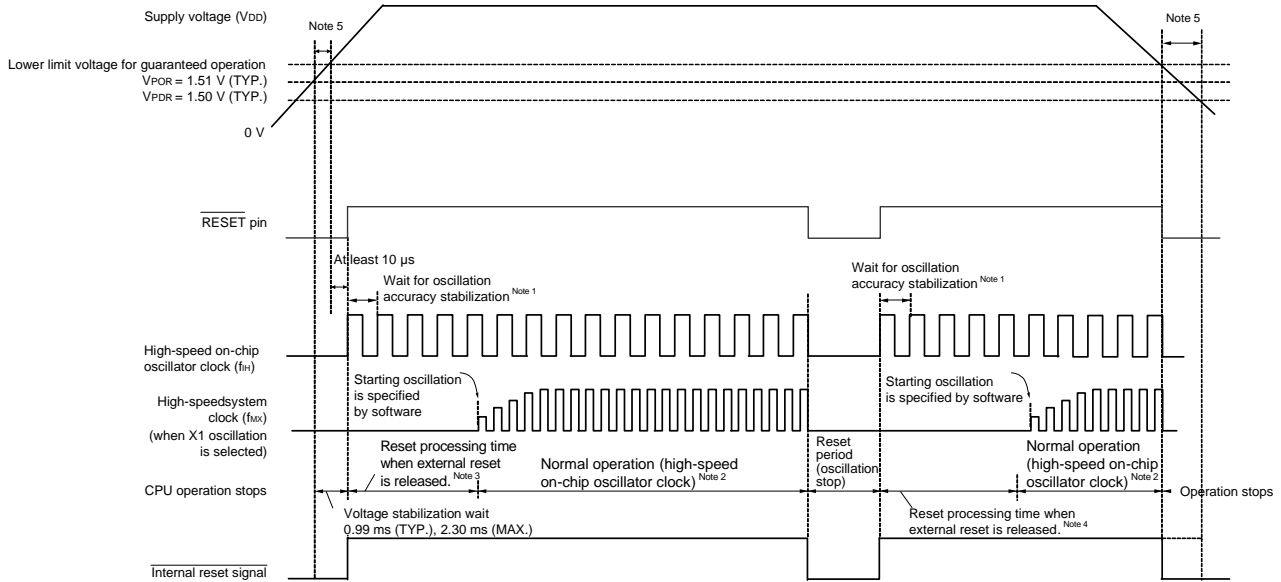 Supply voltage (VDD)
Note 5
Note 5
Lower limit voltage for guaranteed operation
VPOR = 1.51 V (TYP.)
VPDR = 1.50 V (TYP.)
0 V
RESET pin
At least 10 µs
Wait for oscillation
accuracy stabilization Note 1
Wait for oscillation
accuracy stabilization Note 1
High-speed on-chip
oscillator clock (fIH)
Starting oscillation
is specified
by software
Starting oscillation
is specified by software
High-speedsystem
clock (fMX)
(when X1 oscillation
is selected)
Reset processing time
when external reset
is released. Note 3
Normal operation (high-speed
on-chip oscillator clock) Note 2
Reset
period
(oscillation
stop)
Normal operation
(high-speed on-chip
oscillator clock) Note 2
CPU operation stops
Operation stops
Voltage stabilization wait
0.99 ms (TYP.), 2.30 ms (MAX.)
Reset processing time when
external reset is released. Note 4
Internal reset signal